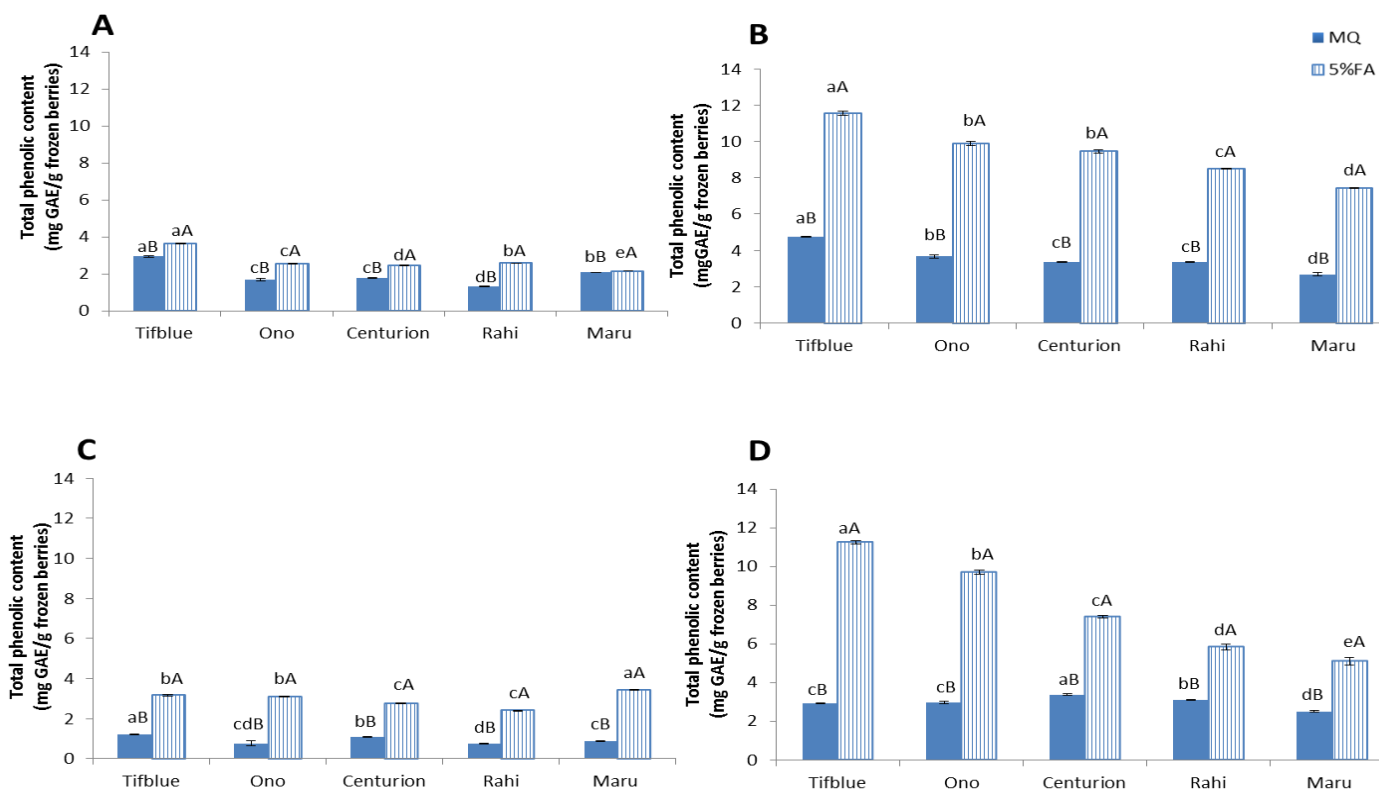 A
Total phenolic content
(mg GAE/g frozen berries)
14
12
10
8
6
4
2
0
aB aA cB cA cB dA dB bA bB eA
Tifblue Ono Centurion Rahi Maru
B
MQ
5%FA
Total phenolic content
(mgGAE/g frozen berries)
14
12
10
8
6
4
2
0
aB aA bB bA cB bA cB cA dB dA
Tifblue Ono Centurion Rahi Maru
C
Total phenolic content
(mg GAE/g frozen berries)
14
12
10
8
6
4
2
0
aB bA cdB bA bB cA dB cA cB aA
Tifblue Ono Centurion Rahi Maru
D
Total phenolic content
(mg GAE/g frozen berries)
14
12
10
8
6
4
2
0
cB aA cB bA aB cA bB dA dB eA
Tifblue Ono Centurion Rahi Maru